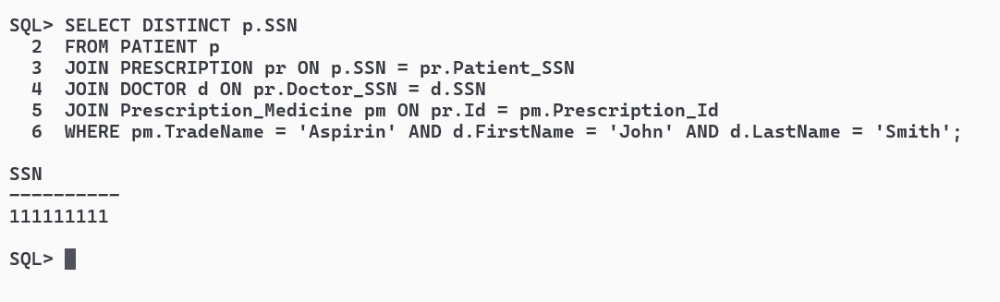 SQL> SELECT DISTINCT p.SSN
  2  FROM PATIENT p
  3  JOIN PRESCRIPTION pr ON p.SSN = pr.Patient_SSN
  4  JOIN DOCTOR d ON pr.Doctor_SSN = d.SSN
  5  JOIN Prescription_Medicine pm ON pr.Id = pm.Prescription_Id
  6  WHERE pm.TradeName = 'Aspirin' AND d.FirstName = 'John' AND d.LastName = 'Smith';
SSN
----------
111111111
SQL>